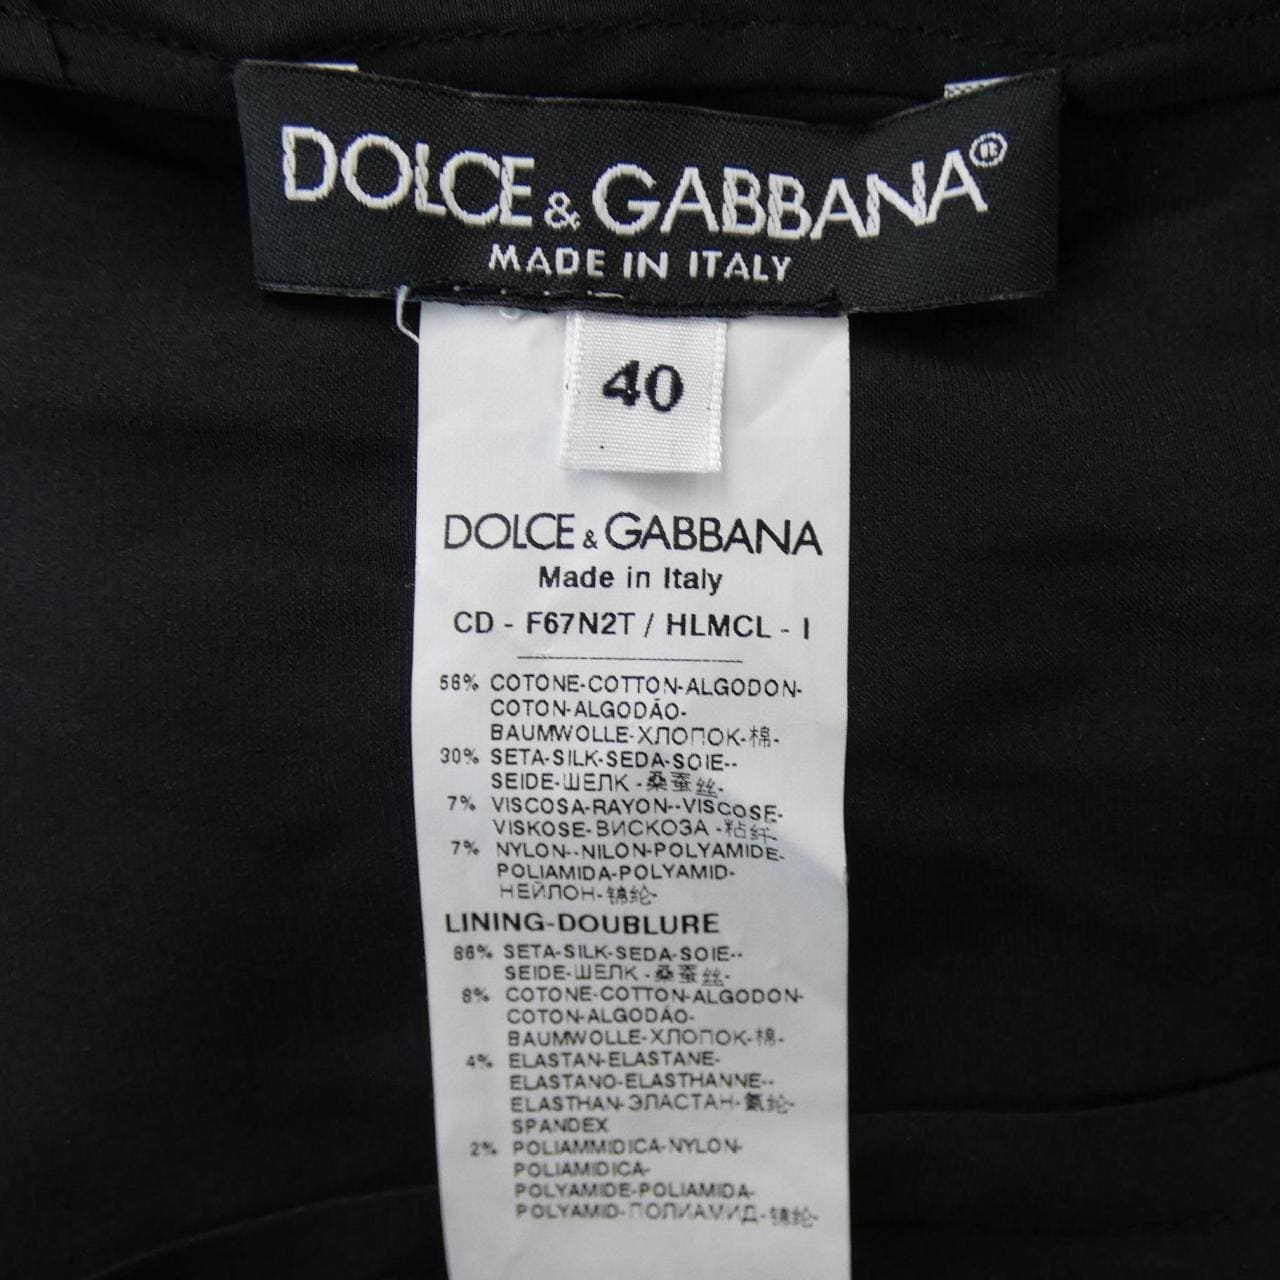 DOLCE & GABBANA®
MADE IN ITALY
40
DOLCE & GABBANA
Made in Italy
CD - F67N2T / HLMCL - I
56% COTONE-COTTON-ALGODON-
COTON-ALGODÃO-
BAUMWOLLE-ХЛОПОК-棉-
30% SETA-SILK-SEDA-SOIE--
SEIDE-ШЕЛК -桑蚕丝-
7% VISCOSA-RAYON--VISCOSE-
VISKOSE-ВИСКОЗА -粘纤-
7% NYLON--NILON-POLYAMIDE-
POLIAMIDA-POLYAMID-
НЕЙЛОН-锦纶-
LINING-DOUBLURE
86% SETA-SILK-SEDA-SOIE--
SEIDE-ШЕЛК -桑蚕丝-
8% COTONE-COTTON-ALGODON-
COTON-ALGODÃO-
BAUMWOLLE-ХЛОПОК-棉-
4% ELASTAN-ELASTANE-
ELASTANO-ELASTHANNE--
ELASTHAN-ЭЛАСТАН-氨纶-
SPANDEX
2% POLIAMMIDICA-NYLON-
POLIAMIDICA-
POLYAMIDE-POLIAMIDA-
POLYAMID-ПОЛИАМИД-锦纶-